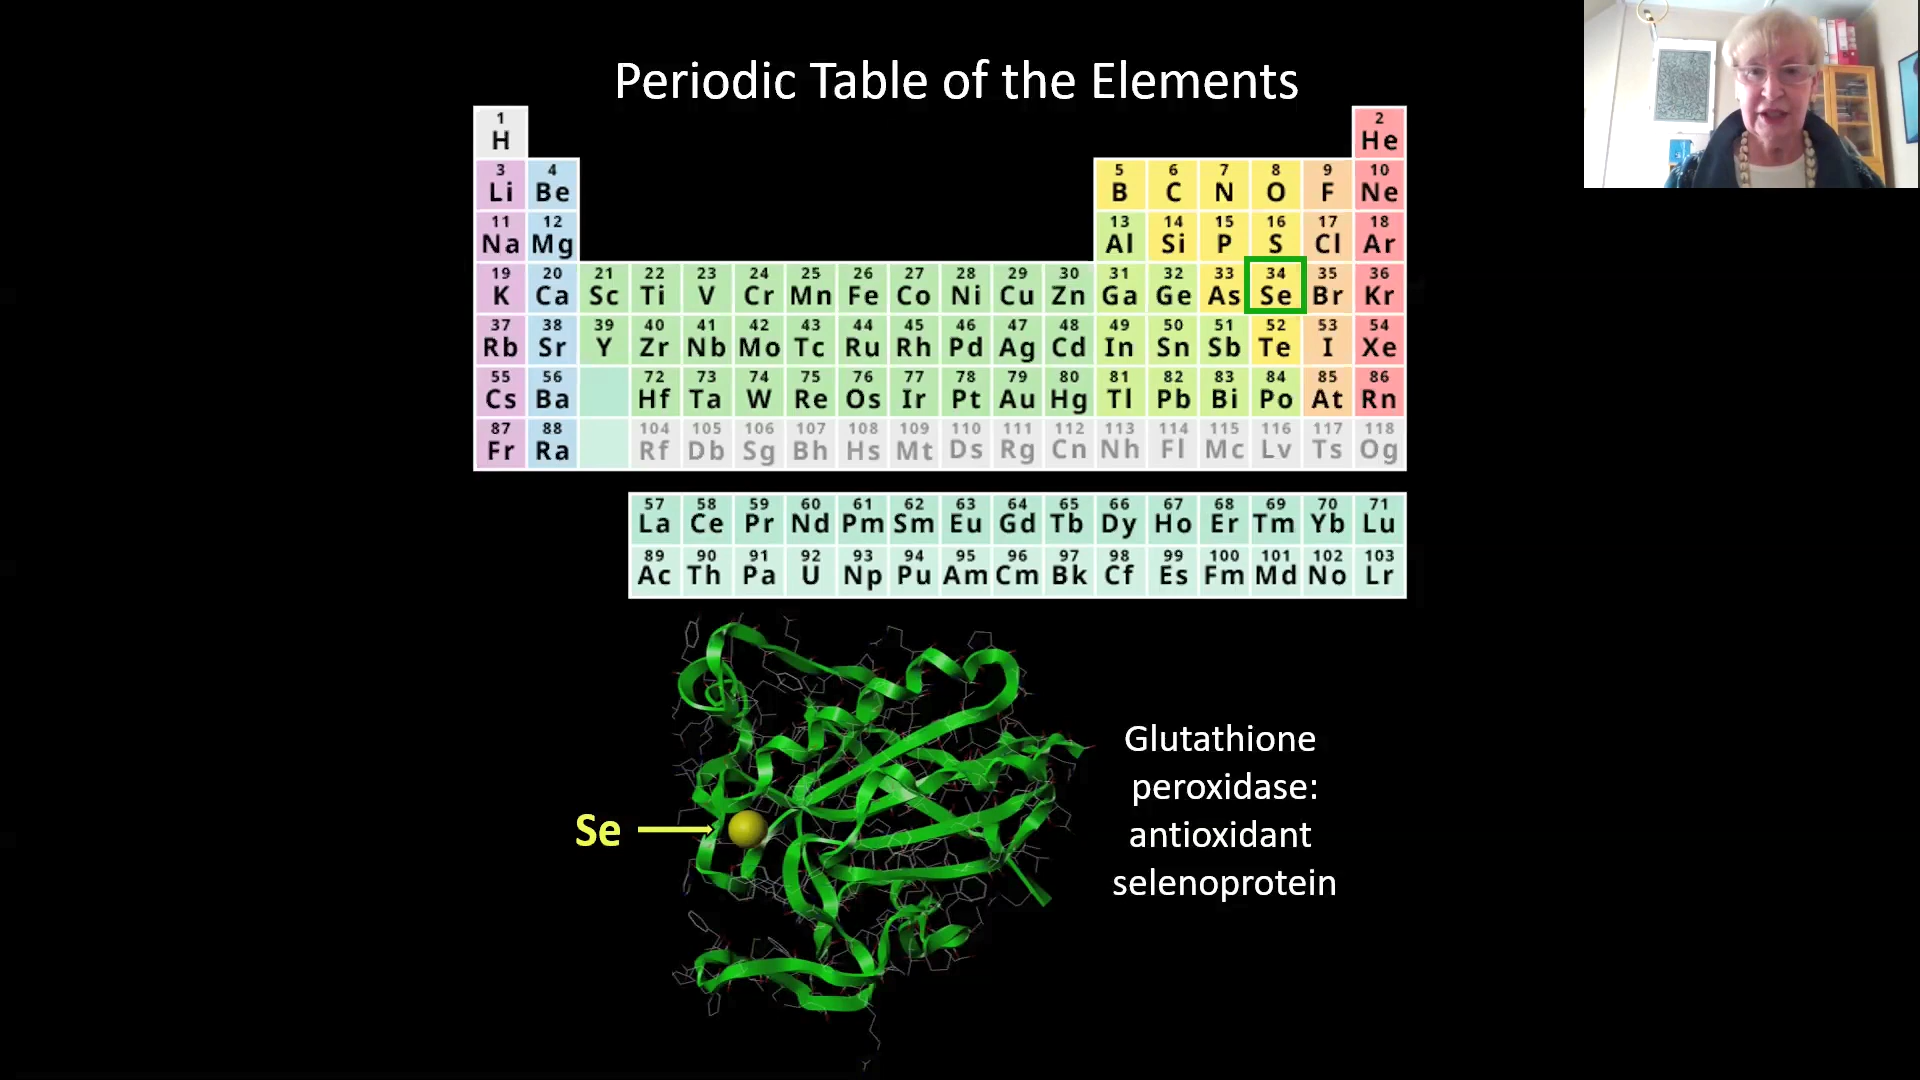 Periodic Table of the Elements
1 2
H He
3 4 5 6 7 8 9 10
Li Be B C N O F Ne
11 12 13 14 15 16 17 18
Na Mg Al Si P S Cl Ar
19 20 21 22 23 24 25 26 27 28 29 30 31 32 33 34 35 36
K Ca Sc Ti V Cr Mn Fe Co Ni Cu Zn Ga Ge As Se Br Kr
37 38 39 40 41 42 43 44 45 46 47 48 49 50 51 52 53 54
Rb Sr Y Zr Nb Mo Tc Ru Rh Pd Ag Cd In Sn Sb Te I Xe
55 56 72 73 74 75 76 77 78 79 80 81 82 83 84 85 86
Cs Ba Hf Ta W Re Os Ir Pt Au Hg Tl Pb Bi Po At Rn
87 88 104 105 106 107 108 109 110 111 112 113 114 115 116 117 118
Fr Ra Rf Db Sg Bh Hs Mt Ds Rg Cn Nh Fl Mc Lv Ts Og
57 58 59 60 61 62 63 64 65 66 67 68 69 70 71
La Ce Pr Nd Pm Sm Eu Gd Tb Dy Ho Er Tm Yb Lu
89 90 91 92 93 94 95 96 97 98 99 100 101 102 103
Ac Th Pa U Np Pu Am Cm Bk Cf Es Fm Md No Lr
Se
Glutathione
peroxidase:
antioxidant
selenoprotein